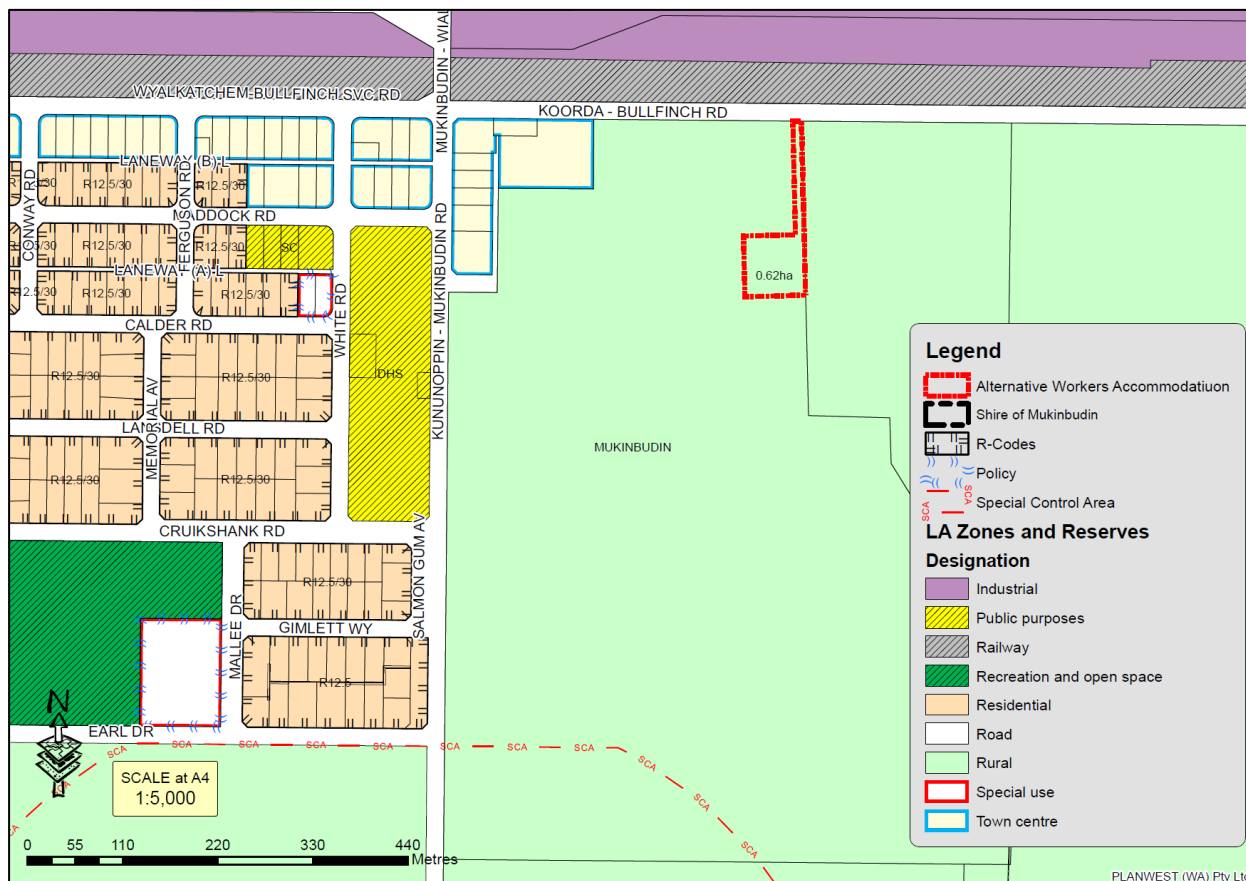 MUKINBUDIN - WIAL
WYALKATCHEM-BULLFINCH SVC RD
KOORDA - BULLFINCH RD
LANEWAY (B) L
R12.5/30
R12.5/30
CONWAY RD
FERGUSON RD
MADDOCK RD
KUNUNOPPIN - MUKINBUDIN RD
R12.5/30
R12.5/30
SC
LANEWAY (A) L
0.62ha
R12.5/30
R12.5/30
R12.5/30
WHITE RD
CALDER RD
R12.5/30
R12.5/30
DHS
MEMORIAL AV
LANSDELL RD
MUKINBUDIN
R12.5/30
R12.5/30
CRUIKSHANK RD
SALMON GUM AV
R12.5/30
MALLEE DR
GIMLETT WY
R12.5
EARL DR
SCA
SCA
SCA
SCA
SCA
SCA
SCA
SCA
SCA
SCA
SCA
SCA
SCA
N
SCALE at A4
1:5,000
0 55 110 220 330 440
Metres
Legend
Alternative Workers Accommodatiuon
Shire of Mukinbudin
R-Codes
Policy
SCA
SCA
Special Control Area
LA Zones and Reserves
Designation
Industrial
Public purposes
Railway
Recreation and open space
Residential
Road
Rural
Special use
Town centre
PLANWEST (WA) Pty Ltd